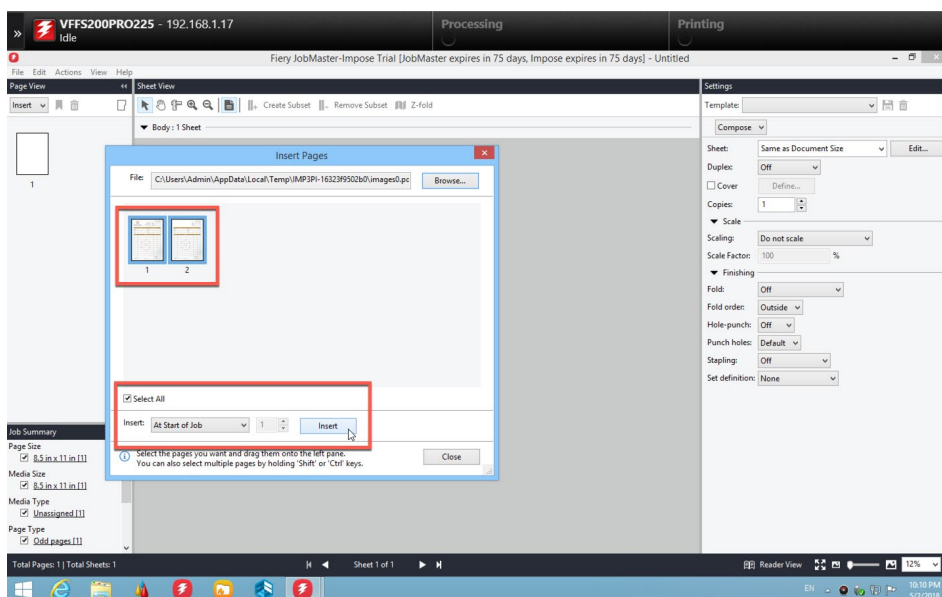 VFFS200PRO225 - 192.168.1.17
Idle
Processing
Printing
Fiery JobMaster-Impose Trial [JobMaster expires in 75 days, Impose expires in 75 days] - Untitled
File Edit Actions View Help
Page View
Sheet View
Settings
Insert
Create Subset
Remove Subset
Z-fold
Template:
Body : 1 Sheet
Compose
1
Insert Pages
File: C:\Users\Admin\AppData\Local\Temp\IMP3PI-16323f9502b0\images0.ps Browse...
1 2
Select All
Insert: At Start of Job 1 Insert
Select the pages you want and drag them onto the left pane.
You can also select multiple pages by holding 'Shift' or 'Ctrl' keys.
Close
Sheet: Same as Document Size Edit...
Duplex: Off
Cover Define...
Copies: 1
Scale
Scaling: Do not scale
Scale Factor: 100 %
Finishing
Fold: Off
Fold order: Outside
Hole-punch: Off
Punch holes: Default
Stapling: Off
Set definition: None
Job Summary
Page Size
8.5 in x 11 in [1]
Media Size
8.5 in x 11 in [1]
Media Type
Unassigned [1]
Page Type
Odd pages [1]
Total Pages: 1 | Total Sheets: 1
Sheet 1 of 1
Reader View
12%
EN
10:10 PM
5/2/2018